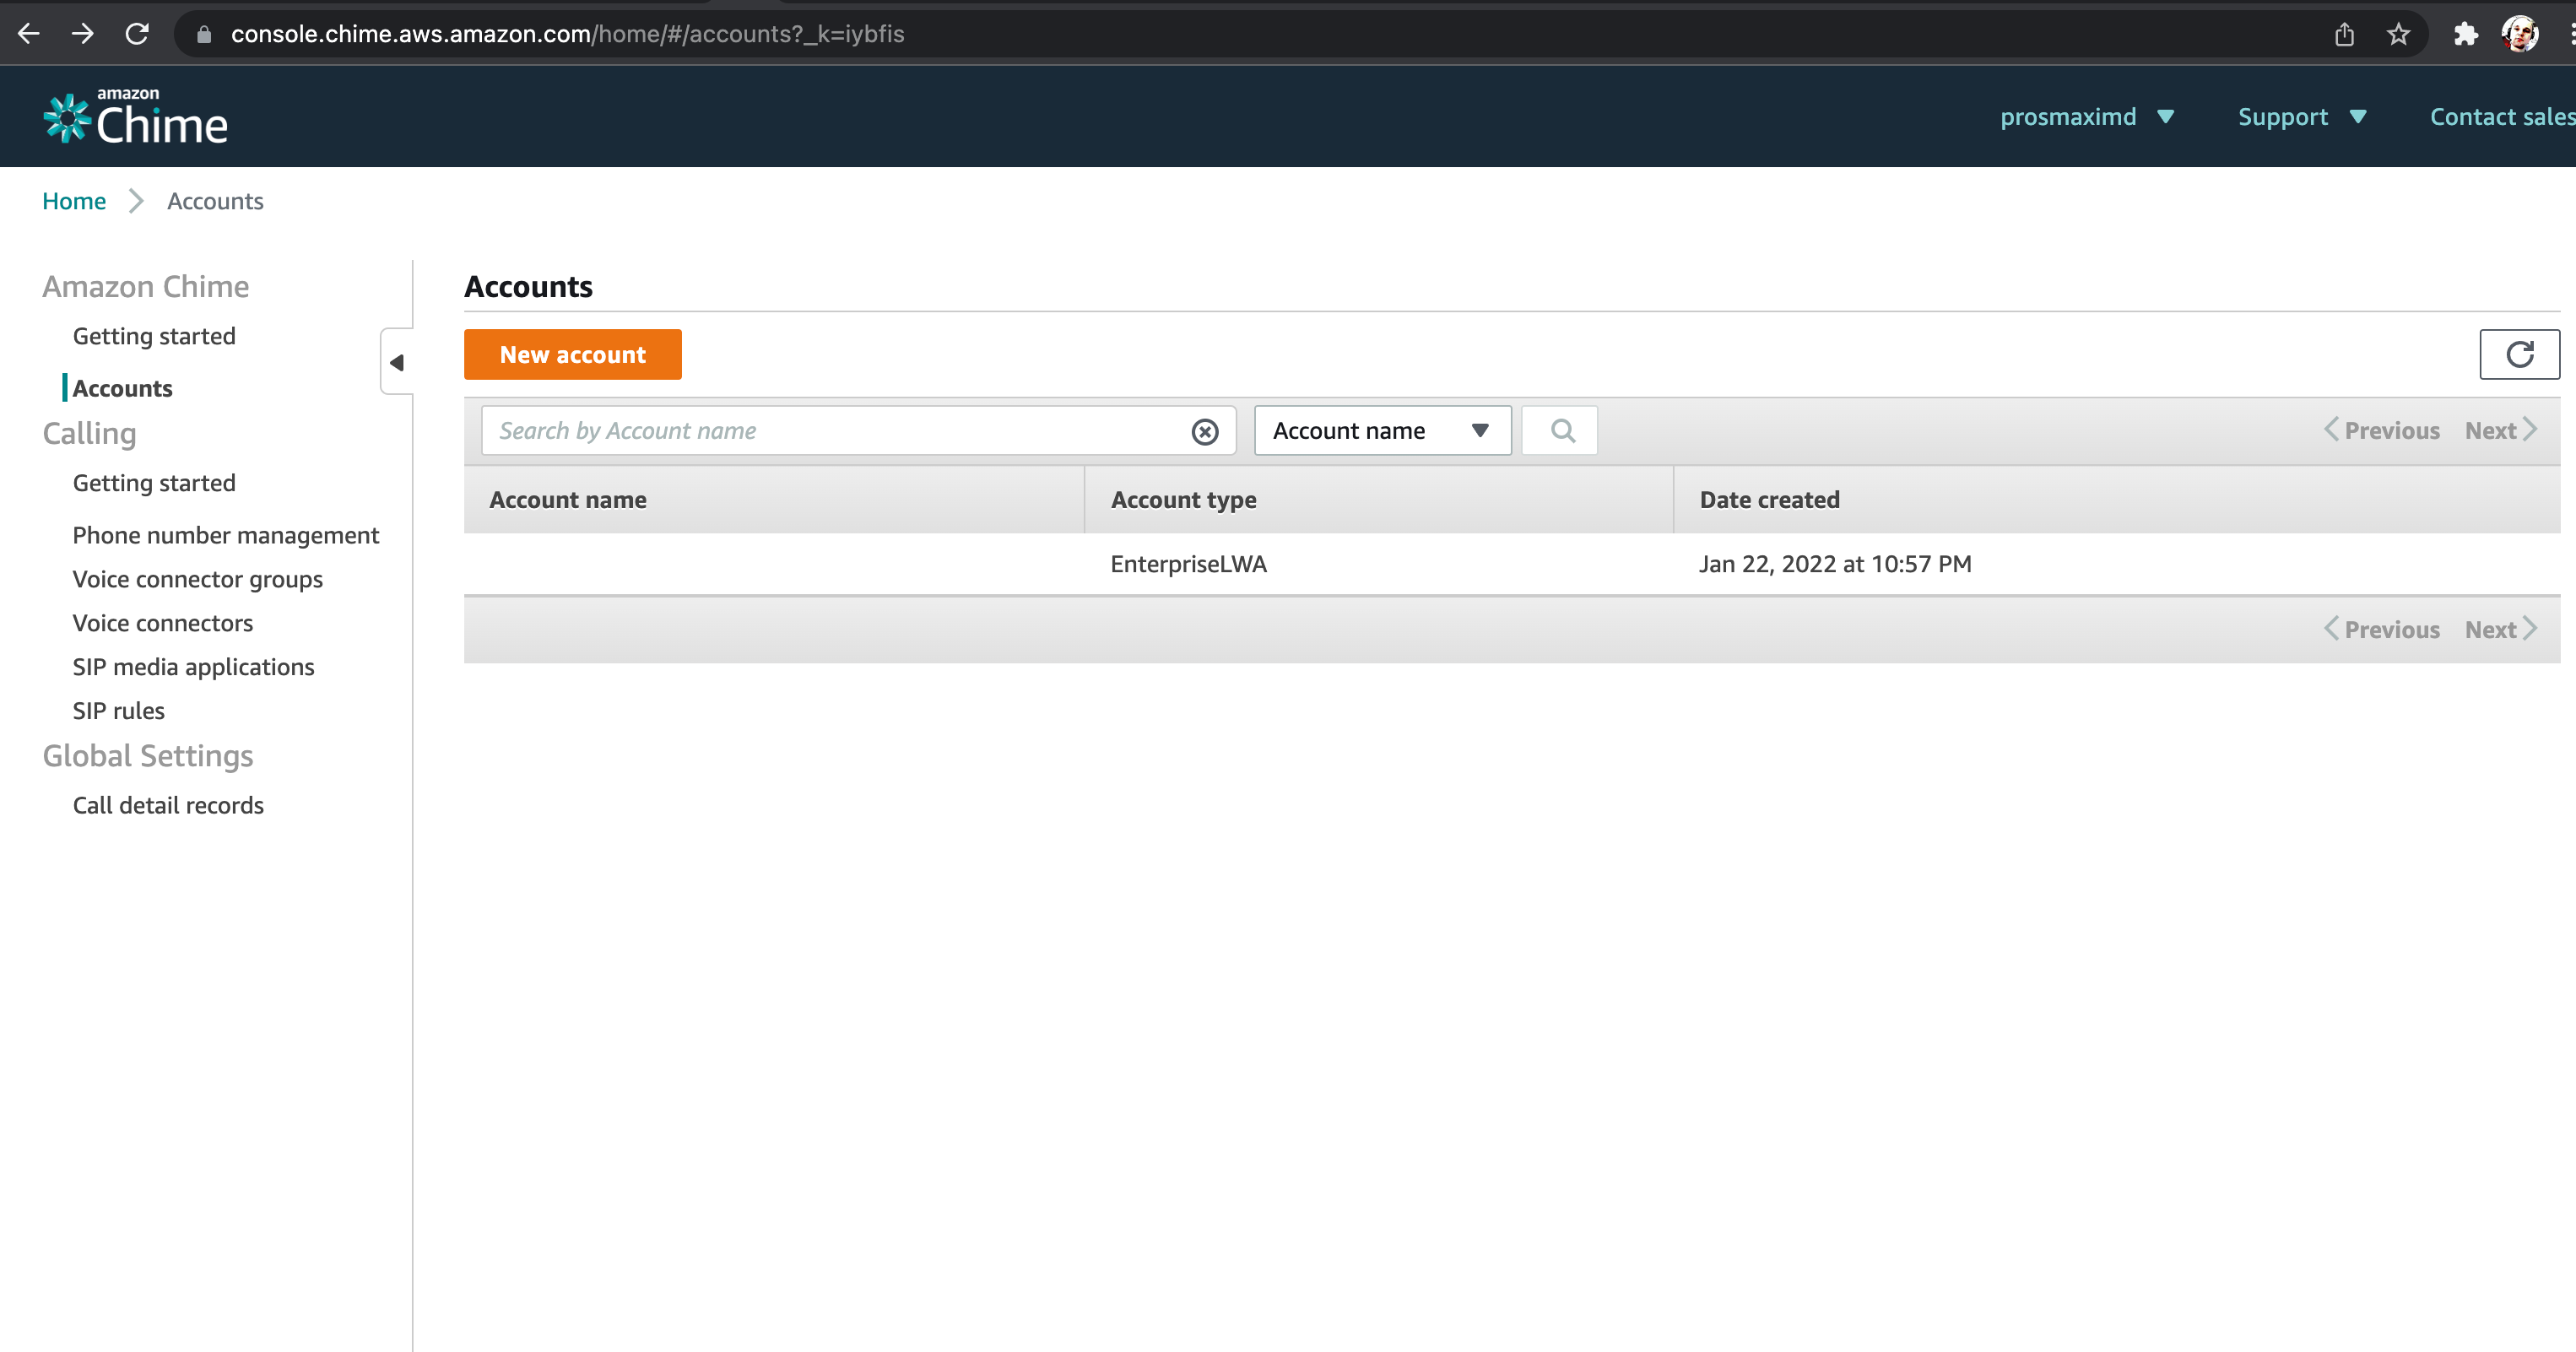 console.chime.aws.amazon.com/home/#/accounts?_k=iybfis
amazon
Chime
prosmaximd
Support
Contact sales
Home
Accounts
Amazon Chime
Getting started
Accounts
Calling
Getting started
Phone number management
Voice connector groups
Voice connectors
SIP media applications
SIP rules
Global Settings
Call detail records
Accounts
New account
Search by Account name
Account name
Previous Next
Account name Account type Date created
EnterpriseLWA Jan 22, 2022 at 10:57 PM
Previous Next